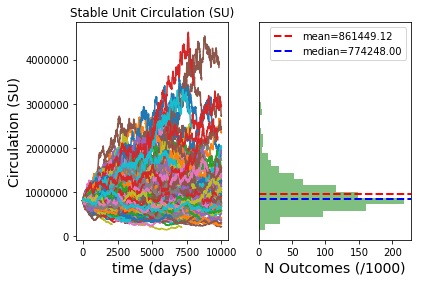 Stable Unit Circulation (SU)
Circulation (SU)
4000000
3000000
2000000
1000000
0
0 2500 5000 7500 10000
time (days)
mean=861449.12
median=774248.00
0 50 100 150 200
N Outcomes (/1000)